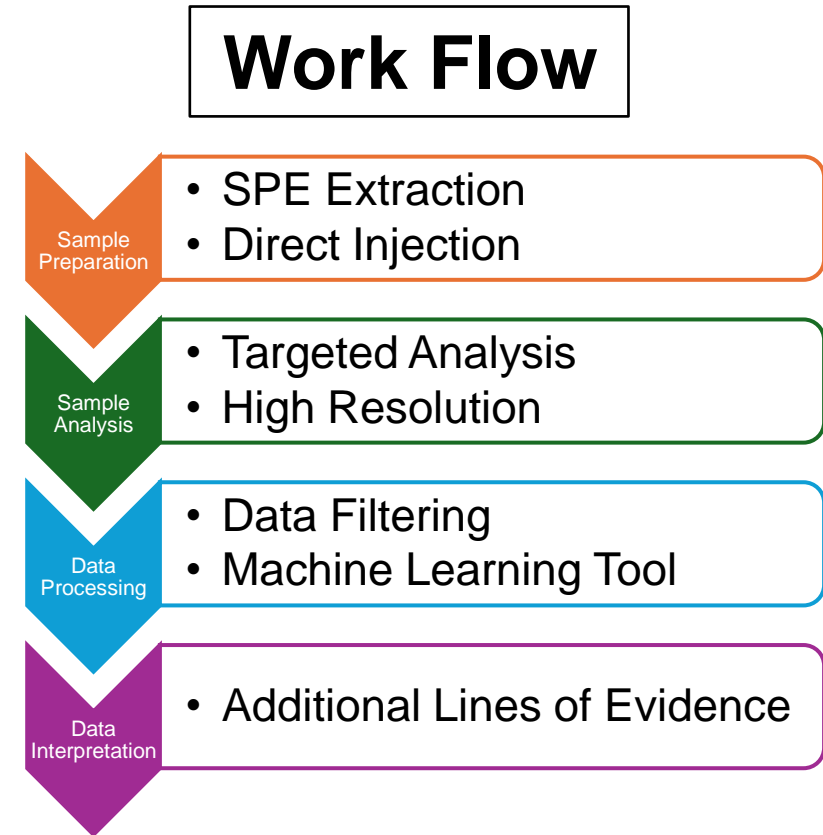 Work Flow
Sample
Preparation
• SPE Extraction
• Direct Injection
Sample
Analysis
• Targeted Analysis
• High Resolution
Data
Processing
• Data Filtering
• Machine Learning Tool
Data
Interpretation
• Additional Lines of Evidence